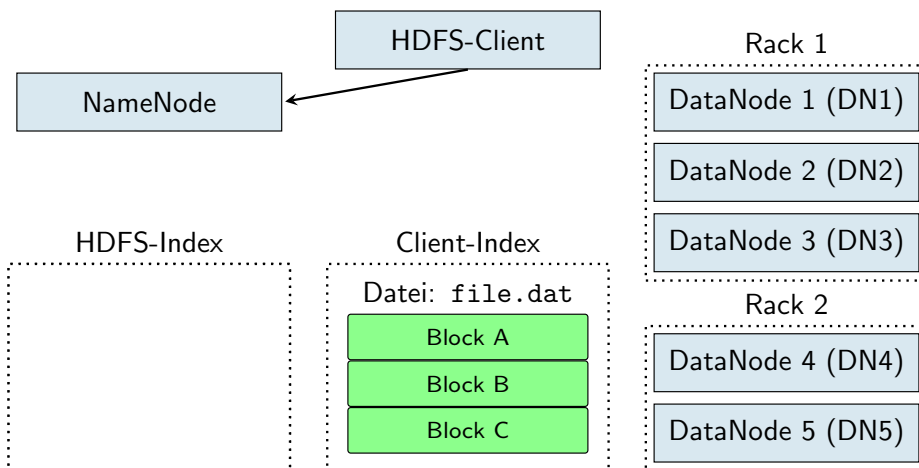 HDFS-Client
NameNode
Rack 1
DataNode 1 (DN1)
DataNode 2 (DN2)
DataNode 3 (DN3)
HDFS-Index
Client-Index
Datei: file.dat
Block A
Block B
Block C
Rack 2
DataNode 4 (DN4)
DataNode 5 (DN5)